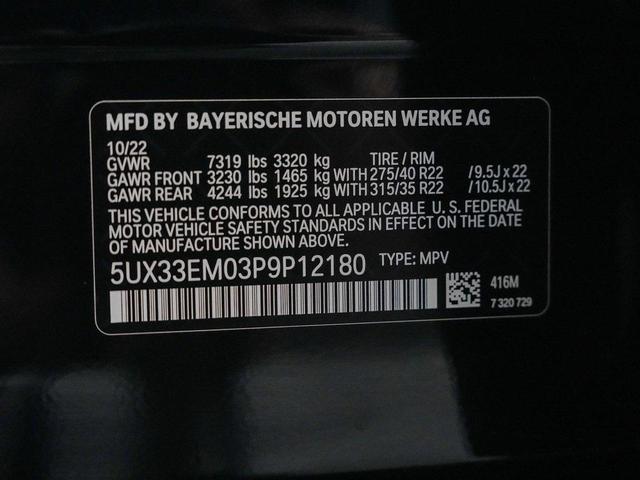 MFD BY BAYERISCHE MOTOREN WERKE AG
10/22
GVWR 7319 lbs 3320 kg TIRE / RIM
GAWR FRONT 3230 lbs 1465 kg WITH 275/40 R22 / 9.5J x 22
GAWR REAR 4244 lbs 1925 kg WITH 315/35 R22 / 10.5J x 22
THIS VEHICLE CONFORMS TO ALL APPLICABLE U. S. FEDERAL
MOTOR VEHICLE SAFETY STANDARDS IN EFFECT ON THE DATE
OF MANUFACTURE SHOWN ABOVE.
5UX33EM03P9P12180 TYPE: MPV
416M
7 320 729